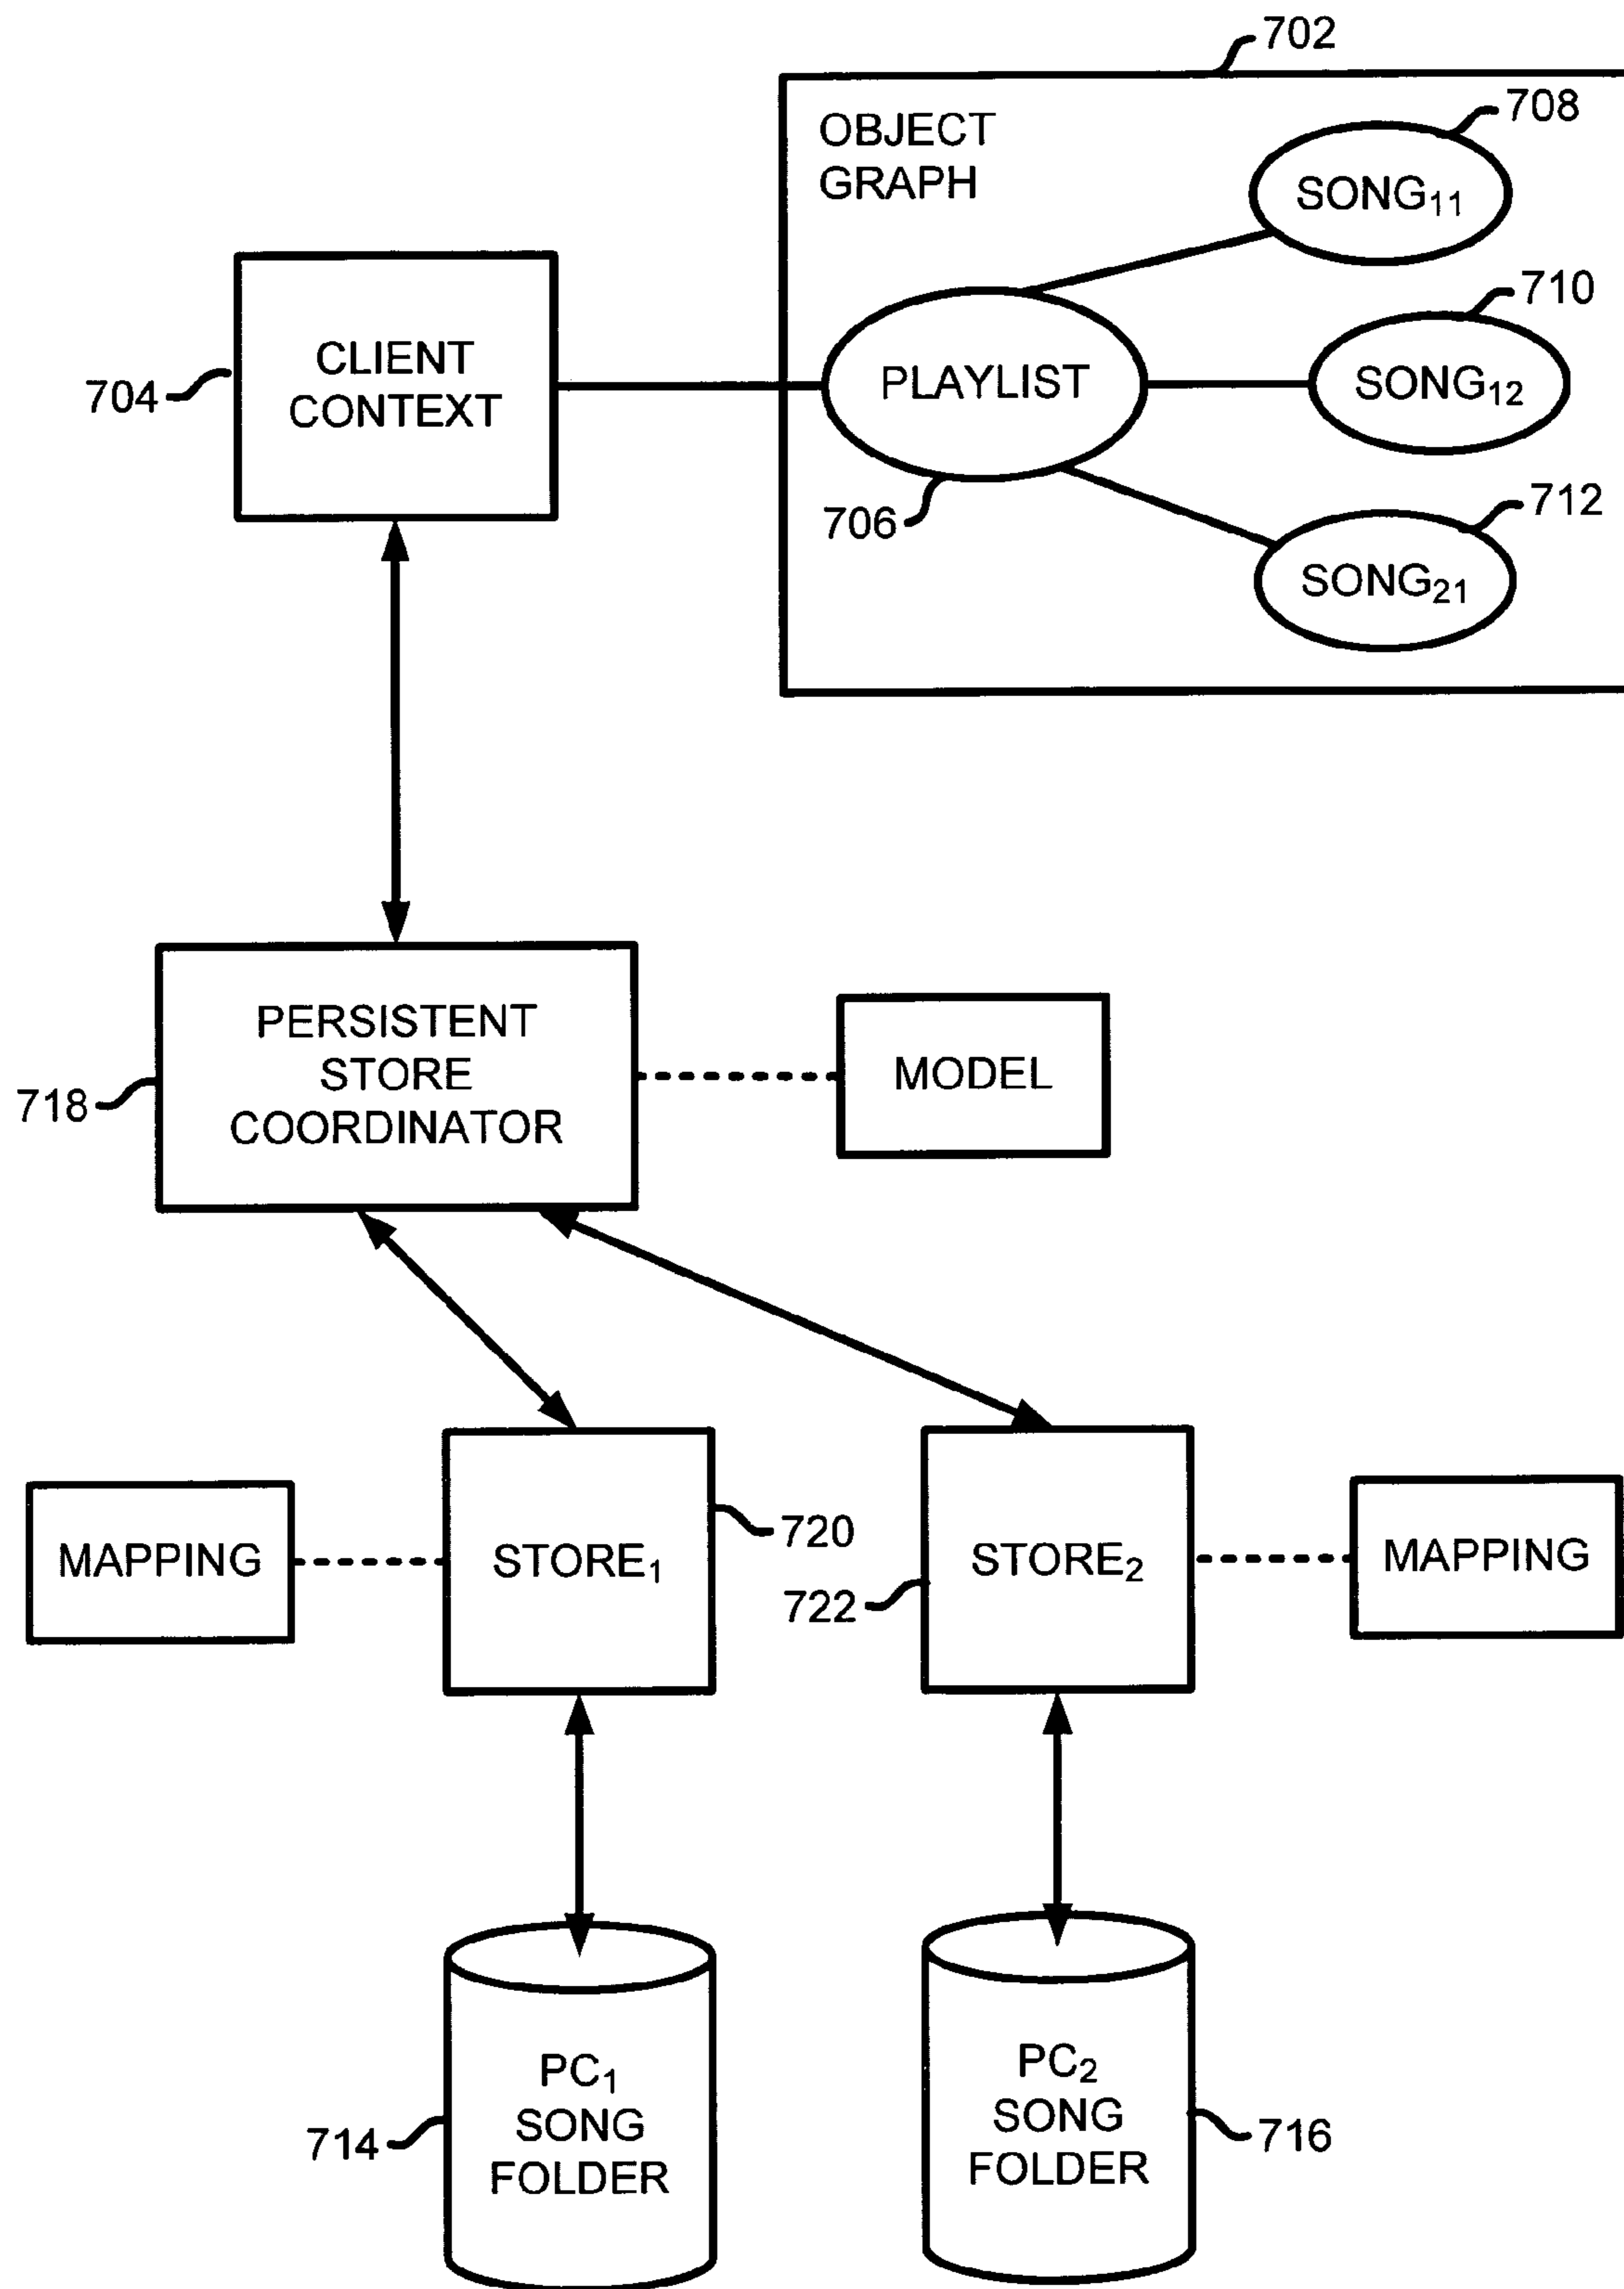 702
OBJECT
GRAPH
708
SONG₁₁
710
SONG₁₂
PLAYLIST
706
712
SONG₂₁
CLIENT
CONTEXT
704
PERSISTENT
STORE
COORDINATOR
718
MODEL
MAPPING
STORE₁
720
STORE₂
722
MAPPING
PC₁
SONG
FOLDER
714
PC₂
SONG
FOLDER
716